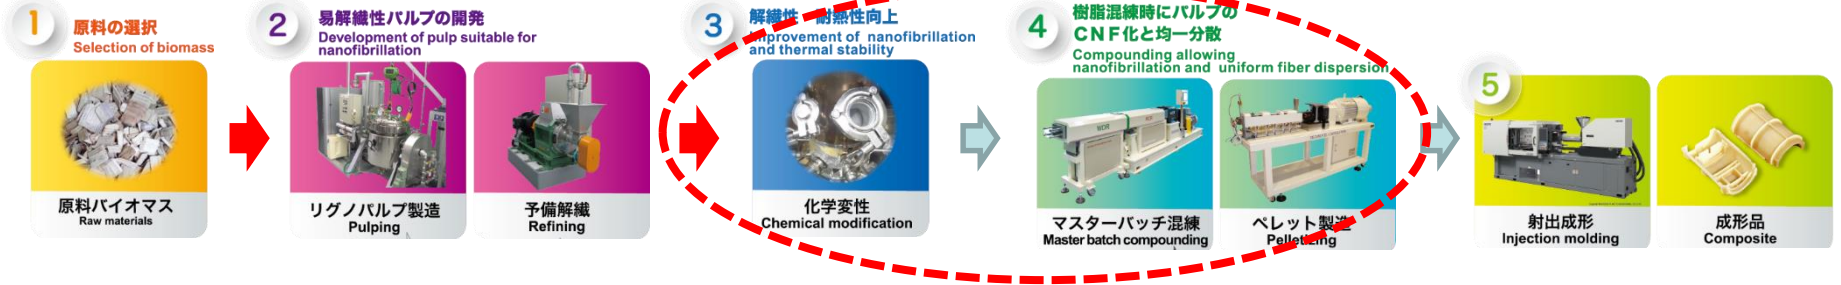 1
原料の選択
Selection of biomass
原料バイオマス
Raw materials
2
易解繊性パルプの開発
Development of pulp suitable for
nanofibrillation
リグノパルプ製造
Pulping
予備解繊
Refining
3
解繊性 耐熱性向上
Improvement of nanofibrillation
and thermal stability
化学変性
Chemical modification
4
樹脂混練時にパルプの
CNF化と均一分散
Compounding allowing
nanofibrillation and uniform fiber dispersion
マスターバッチ混練
Master batch compounding
ペレット製造
Pelletizing
5
射出成形
Injection molding
成形品
Composite